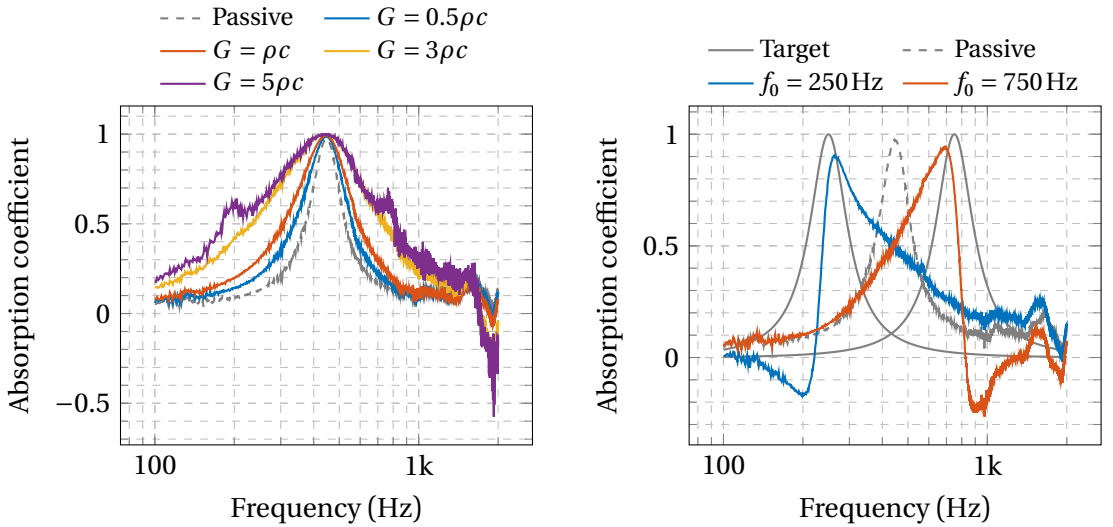 Passive G = 0.5ρc
G = ρc G = 3ρc
G = 5ρc
1
0.5
0
−0.5
Absorption coefficient
100 1k
Frequency (Hz)
Target Passive
f₀ = 250 Hz f₀ = 750 Hz
1
0.5
0
Absorption coefficient
100 1k
Frequency (Hz)